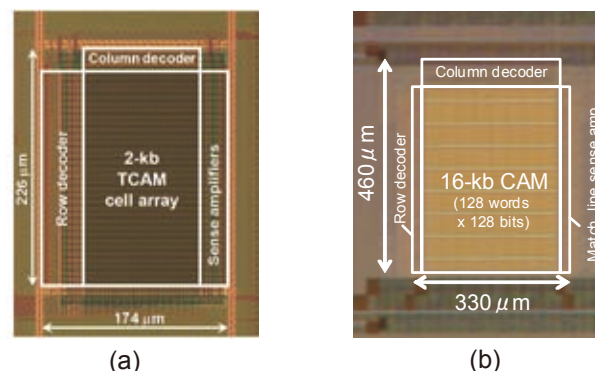 Column decoder
226 μm
Row decoder
2-kb
TCAM
cell array
Sense amplifiers
174 μm
(a)
Column decoder
460 μm
Row decoder
16-kb CAM
(128 words
x 128 bits)
Match line sense amp.
330 μm
(b)